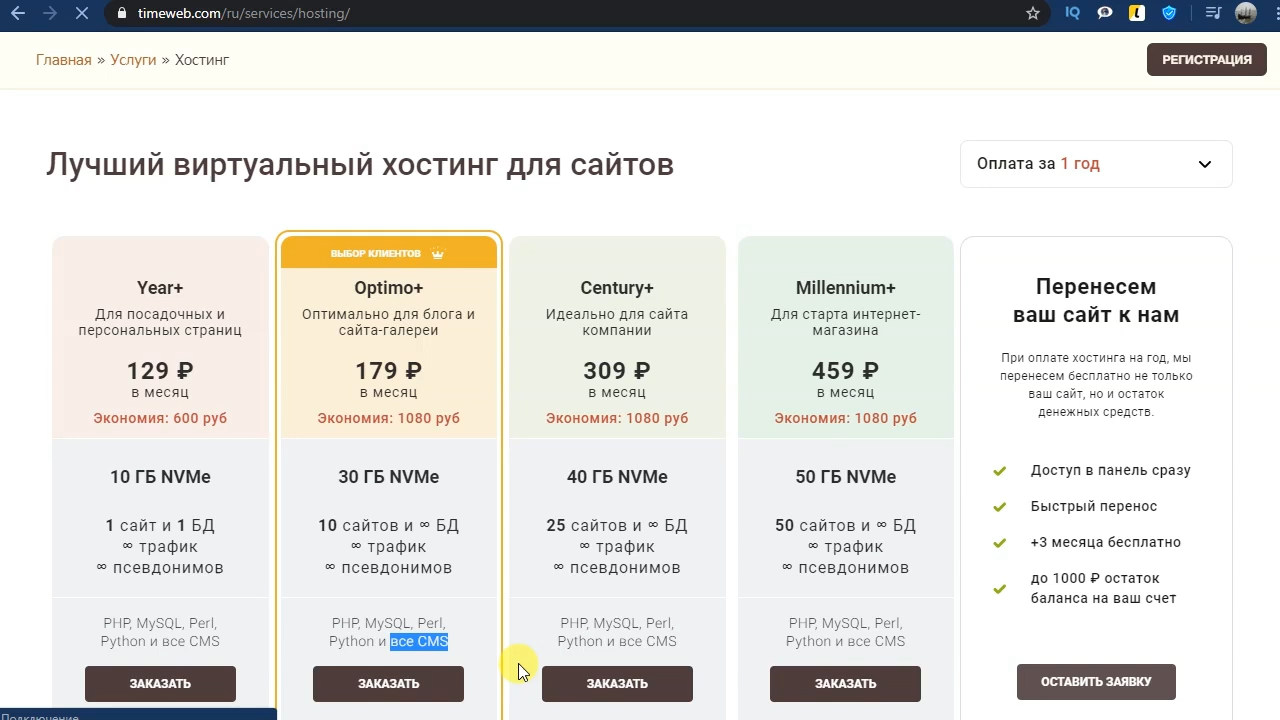 timeweb.com/ru/services/hosting/
IQ
Главная » Услуги » Хостинг
РЕГИСТРАЦИЯ
Лучший виртуальный хостинг для сайтов
Оплата за 1 год
Year+
Для посадочных и
персональных страниц
129 ₽
в месяц
Экономия: 600 руб
10 ГБ NVMe
1 сайт и 1 БД
∞ трафик
∞ псевдонимов
PHP, MySQL, Perl,
Python и все CMS
ЗАКАЗАТЬ
ВЫБОР КЛИЕНТОВ
Optimo+
Оптимально для блога и
сайта-галереи
179 ₽
в месяц
Экономия: 1080 руб
30 ГБ NVMe
10 сайтов и ∞ БД
∞ трафик
∞ псевдонимов
PHP, MySQL, Perl,
Python и все CMS
ЗАКАЗАТЬ
Century+
Идеально для сайта
компании
309 ₽
в месяц
Экономия: 1080 руб
40 ГБ NVMe
25 сайтов и ∞ БД
∞ трафик
∞ псевдонимов
PHP, MySQL, Perl,
Python и все CMS
ЗАКАЗАТЬ
Millennium+
Для старта интернет-
магазина
459 ₽
в месяц
Экономия: 1080 руб
50 ГБ NVMe
50 сайтов и ∞ БД
∞ трафик
∞ псевдонимов
PHP, MySQL, Perl,
Python и все CMS
ЗАКАЗАТЬ
Перенесем
ваш сайт к нам
При оплате хостинга на год, мы
перенесем бесплатно не только
ваш сайт, но и остаток
денежных средств.
Доступ в панель сразу
Быстрый перенос
+3 месяца бесплатно
до 1000 ₽ остаток
баланса на ваш счет
ОСТАВИТЬ ЗАЯВКУ
Подключение